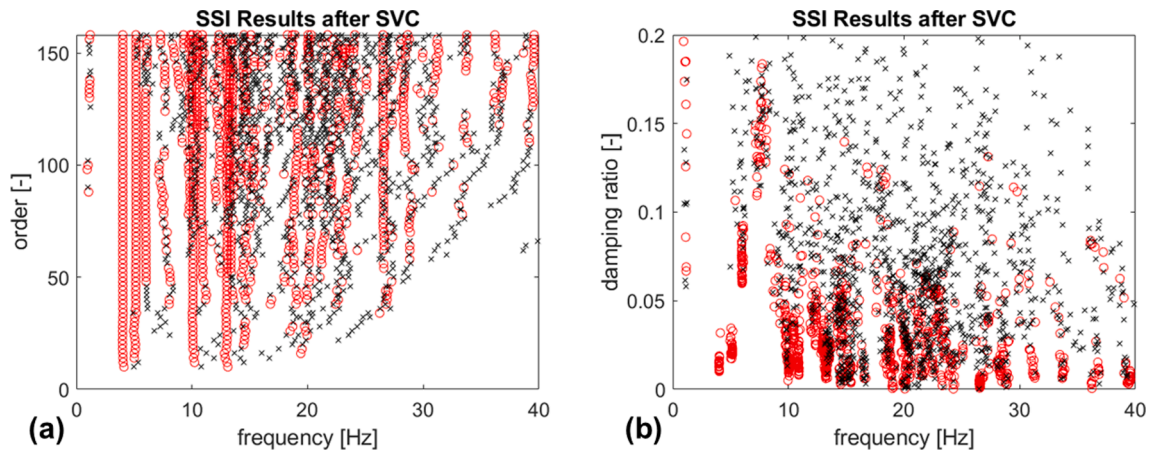 SSI Results after SVC
150
100
50
0
order [-]
0 10 20 30 40
frequency [Hz]
(a)
SSI Results after SVC
0.2
0.15
0.1
0.05
0
damping ratio [-]
0 10 20 30 40
frequency [Hz]
(b)